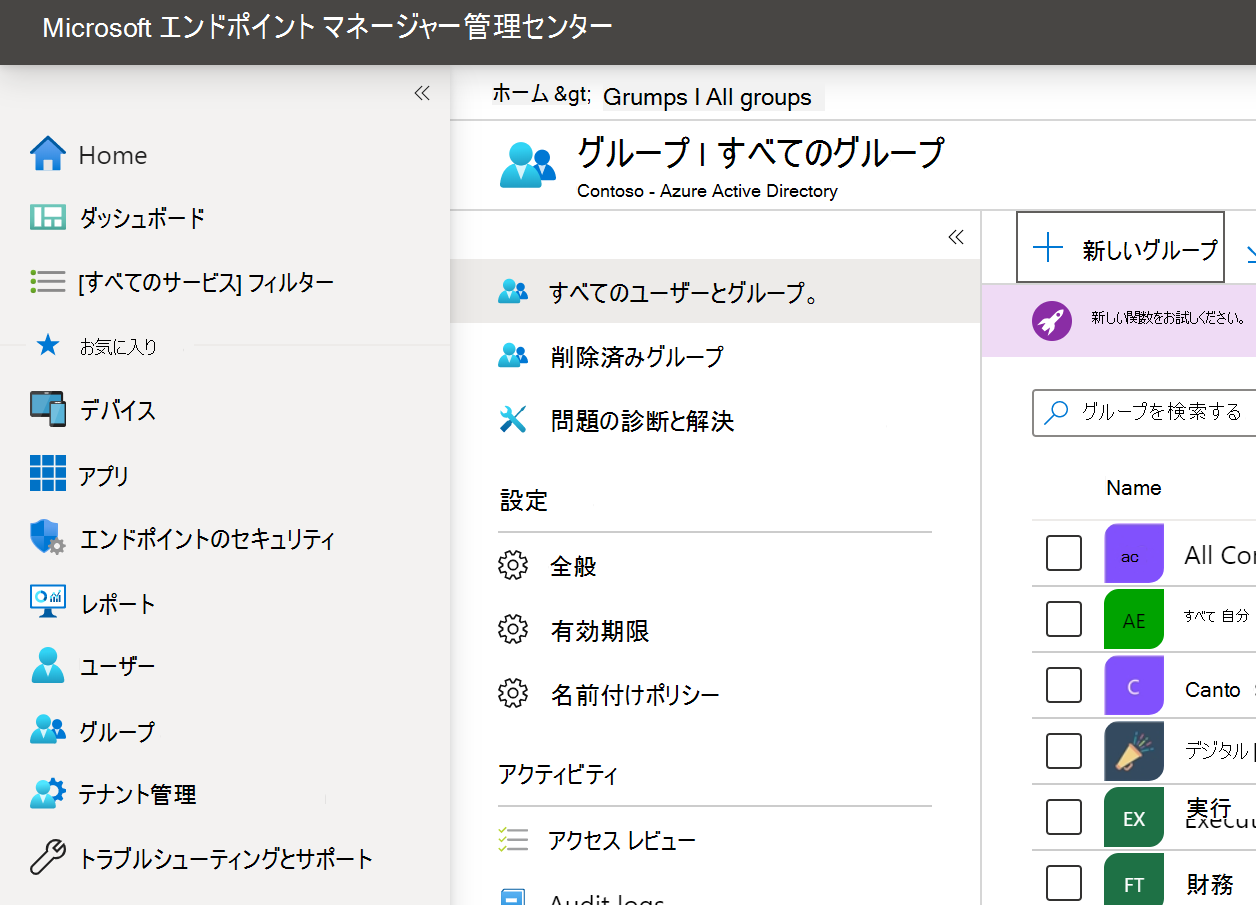 Microsoft エンドポイント マネージャー管理センター
ホーム &gt; Grumps I All groups
グループ | すべてのグループ
Contoso - Azure Active Directory
Home
ダッシュボード
[すべてのサービス] フィルター
お気に入り
デバイス
アプリ
エンドポイントのセキュリティ
レポート
ユーザー
グループ
テナント管理
トラブルシューティングとサポート
すべてのユーザーとグループ。
削除済みグループ
問題の診断と解決
設定
全般
有効期限
名前付けポリシー
アクティビティ
アクセス レビュー
Audit logs
新しいグループ
新しい関数をお試しください。
グループを検索する
Name
ac All Co
AE すべて 自分
C Canto
デジタル
EX 実行
FT 財務